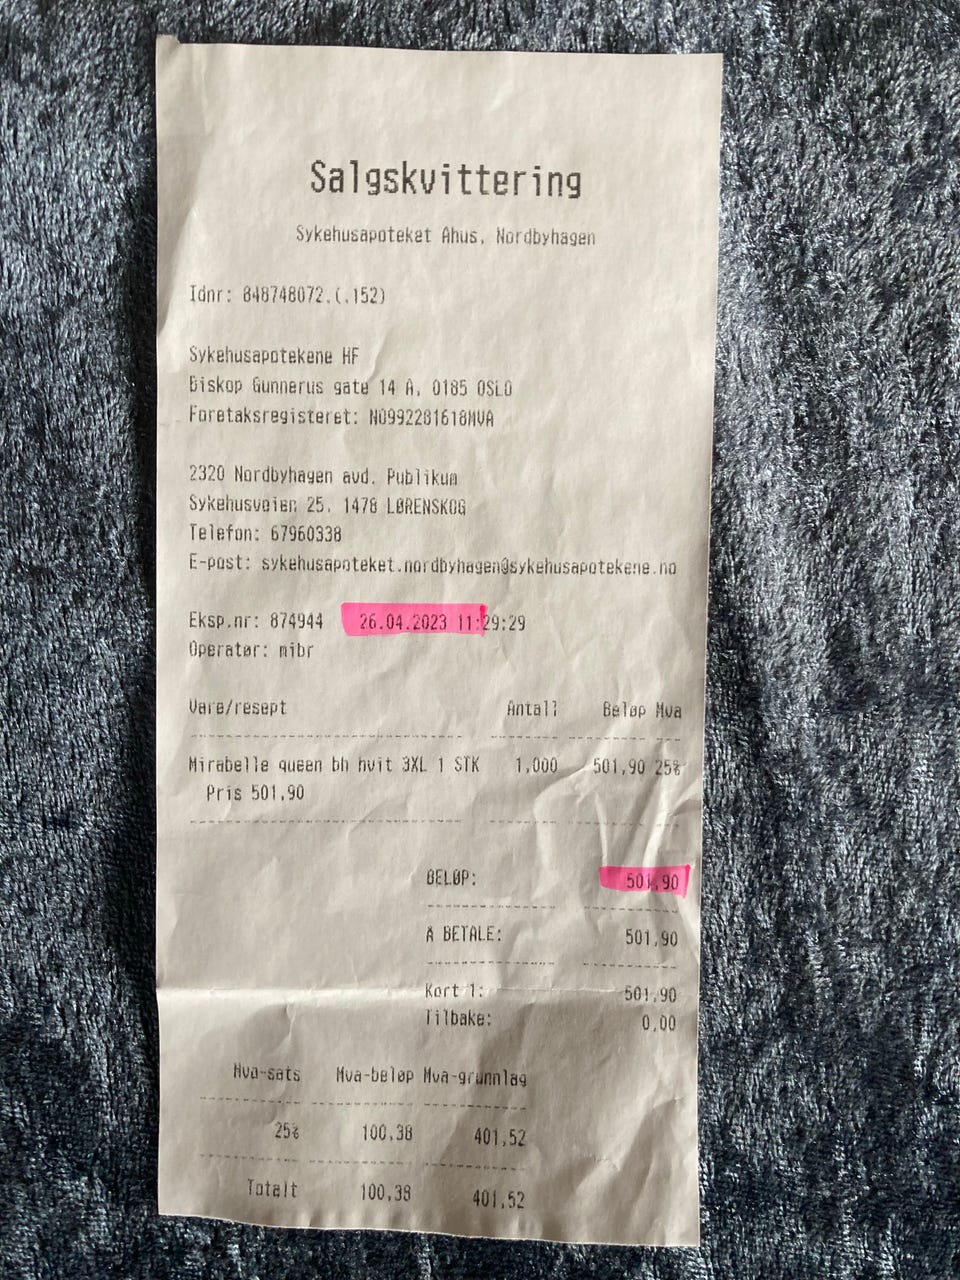 Salgskvittering
Sykehusapoteket Ahus, Nordbyhagen
Idnr: 848748072.(.152)
Sykehusapotekene HF
Biskop Gunnerus gate 14 A, 0185 OSLO
Foretaksregisteret: NO992281618MVA
2320 Nordbyhagen avd. Publikum
Sykehusveien 25, 1478 LØRENSKOG
Telefon: 67960338
E-post: sykehusapoteket.nordbyhagen@sykehusapotekene.no
Eksp.nr: 874944 26.04.2023 11:29:29
Operatør: mibr
Vare/resept Antall Beløp Mva
Mirabelle queen bh hvit 3XL 1 STK 1,000 501,90 25%
Pris 501,90
BELØP: 501,90
Å BETALE: 501,90
Kort 1: 501,90
Tilbake: 0,00
Mva-sats Mva-beløp Mva-grunnlag
25% 100,38 401,52
Totalt 100,38 401,52